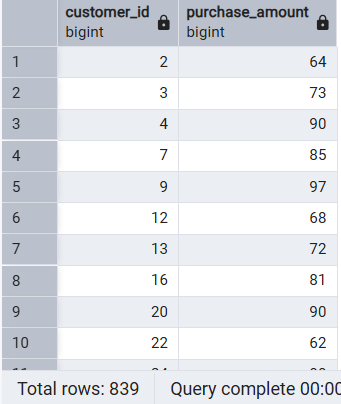 customer_id purchase_amount
bigint bigint
1 2 64
2 3 73
3 4 90
4 7 85
5 9 97
6 12 68
7 13 72
8 16 81
9 20 90
10 22 62
Total rows: 839 Query complete 00:00